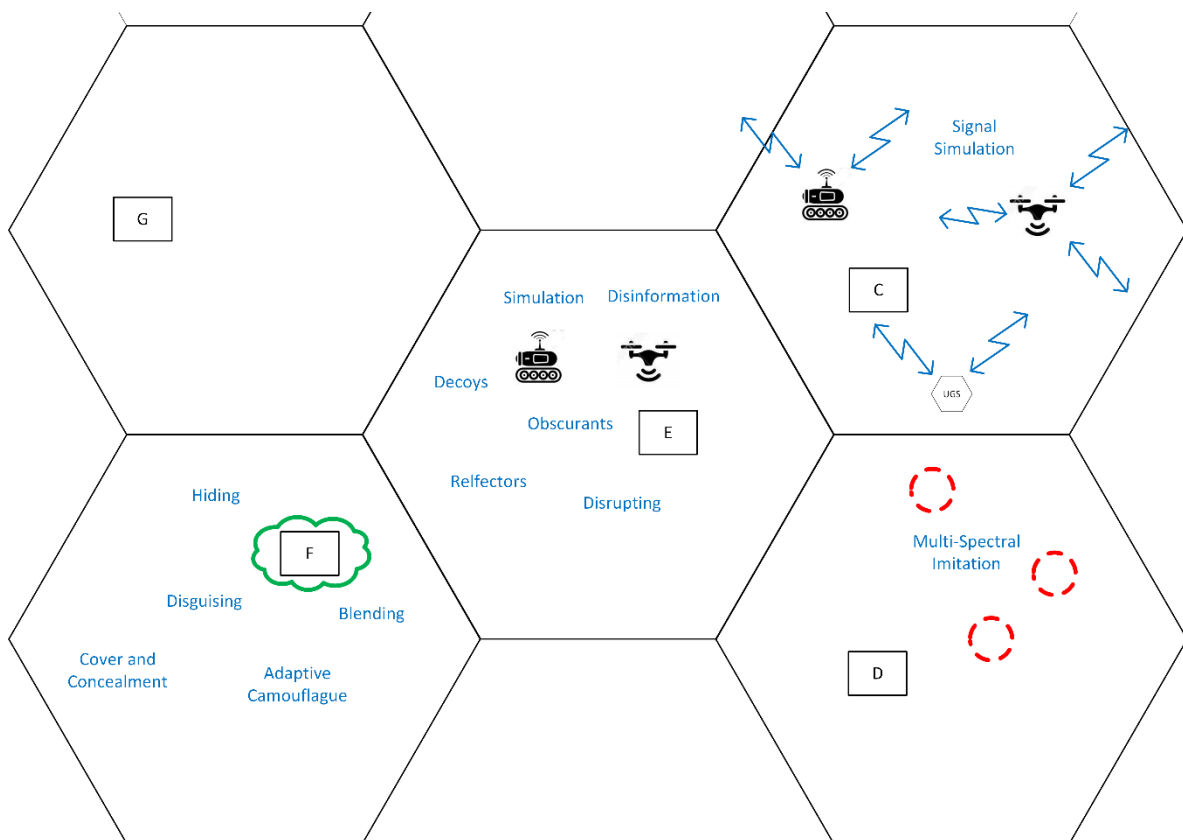 Signal
Simulation
G
C
Simulation
Disinformation
Decoys
UGS
Obscurants
E
Relfectors
Disrupting
Hiding
F
Multi-Spectral
Imitation
Disguising
Blending
Cover and
Concealment
Adaptive
Camouflague
D